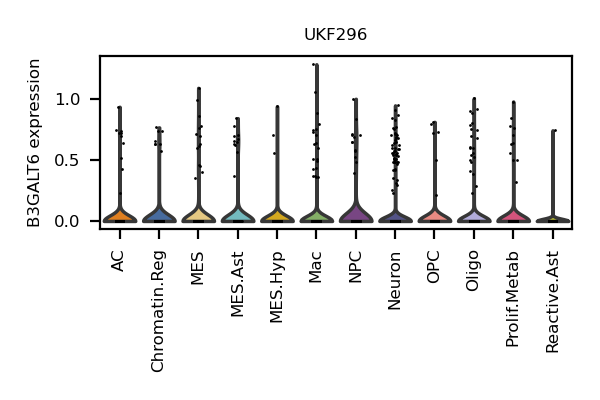 UKF296
B3GALT6 expression
1.0
0.5
0.0
AC
Chromatin.Reg
MES
MES.Ast
MES.Hyp
Mac
NPC
Neuron
OPC
Oligo
Prolif.Metab
Reactive.Ast